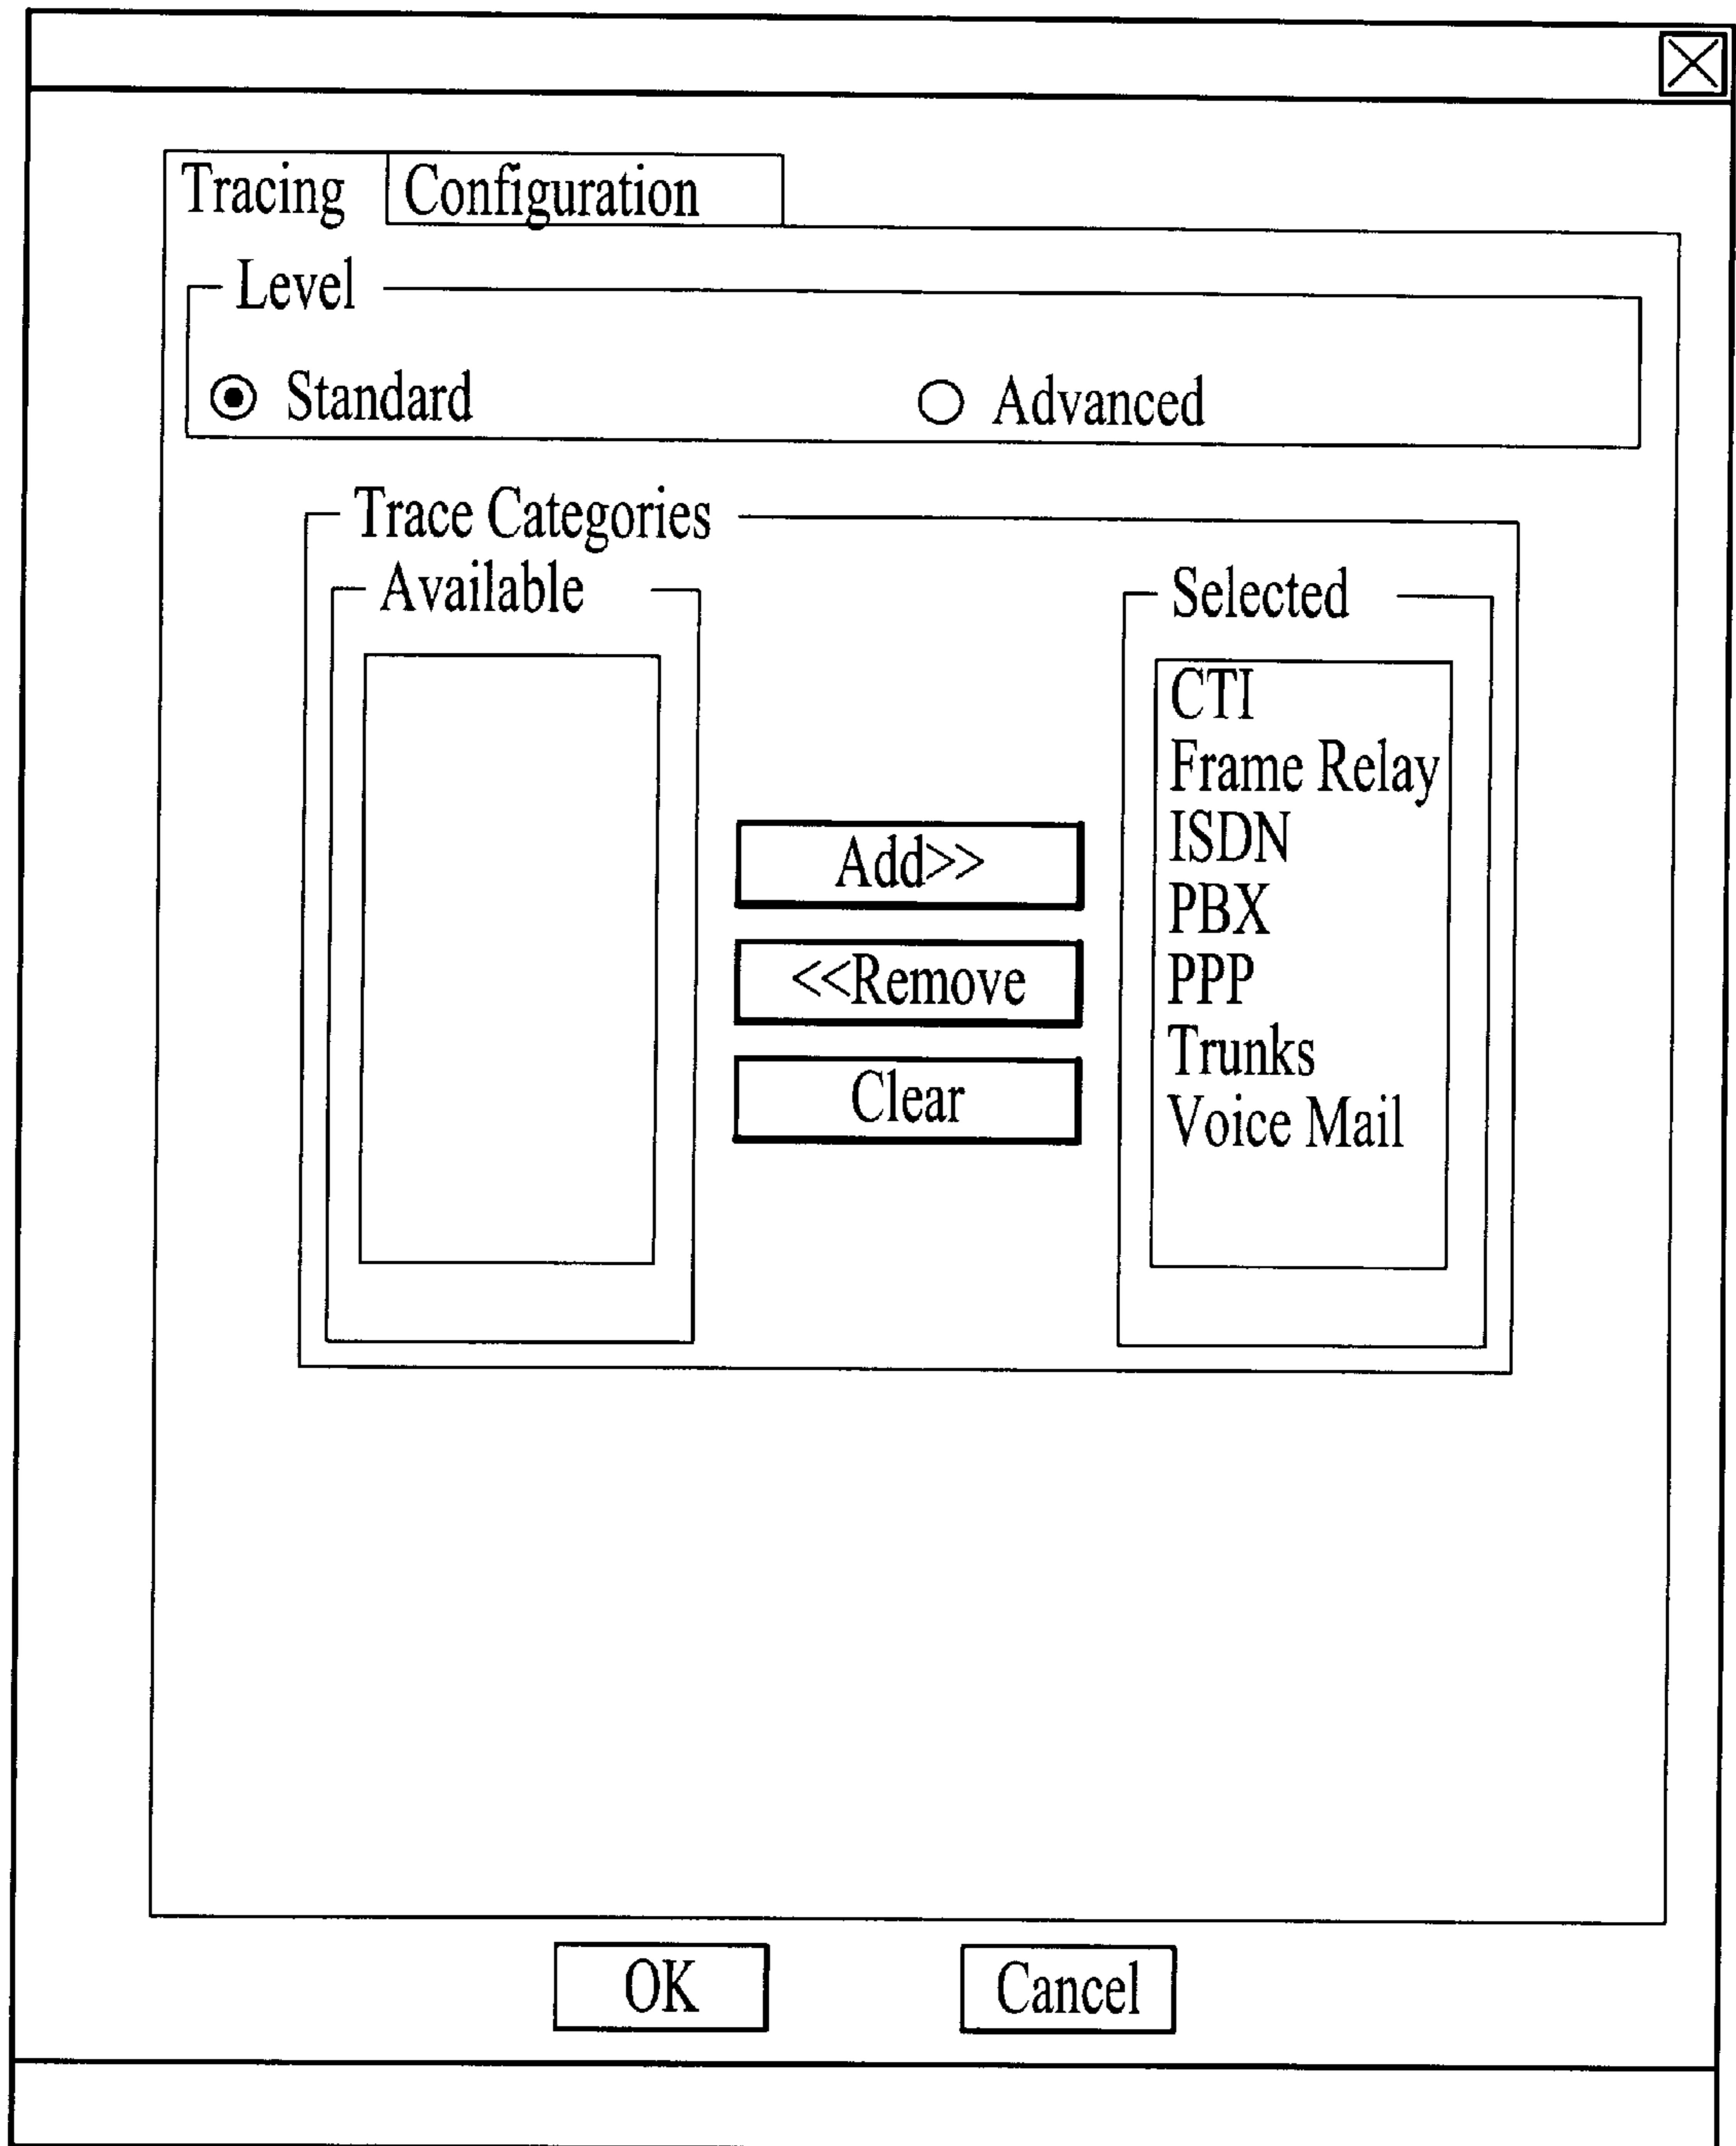 Tracing Configuration
Level
Standard Advanced
Trace Categories
Available
Selected
Add>>
<<Remove
Clear
CTI
Frame Relay
ISDN
PBX
PPP
Trunks
Voice Mail
OK Cancel